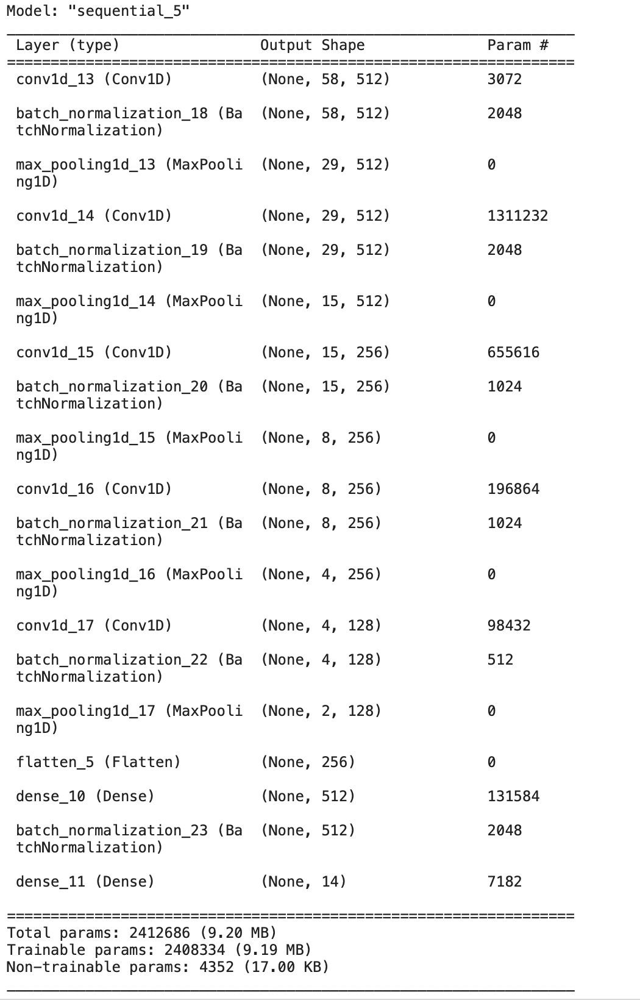 Model: "sequential_5"
Layer (type) Output Shape Param #
conv1d_13 (Conv1D) (None, 58, 512) 3072
batch_normalization_18 (Ba (None, 58, 512) 2048
tchNormalization)
max_pooling1d_13 (MaxPooli (None, 29, 512) 0
ng1D)
conv1d_14 (Conv1D) (None, 29, 512) 1311232
batch_normalization_19 (Ba (None, 29, 512) 2048
tchNormalization)
max_pooling1d_14 (MaxPooli (None, 15, 512) 0
ng1D)
conv1d_15 (Conv1D) (None, 15, 256) 655616
batch_normalization_20 (Ba (None, 15, 256) 1024
tchNormalization)
max_pooling1d_15 (MaxPooli (None, 8, 256) 0
ng1D)
conv1d_16 (Conv1D) (None, 8, 256) 196864
batch_normalization_21 (Ba (None, 8, 256) 1024
tchNormalization)
max_pooling1d_16 (MaxPooli (None, 4, 256) 0
ng1D)
conv1d_17 (Conv1D) (None, 4, 128) 98432
batch_normalization_22 (Ba (None, 4, 128) 512
tchNormalization)
max_pooling1d_17 (MaxPooli (None, 2, 128) 0
ng1D)
flatten_5 (Flatten) (None, 256) 0
dense_10 (Dense) (None, 512) 131584
batch_normalization_23 (Ba (None, 512) 2048
tchNormalization)
dense_11 (Dense) (None, 14) 7182
Total params: 2412686 (9.20 MB)
Trainable params: 2408334 (9.19 MB)
Non-trainable params: 4352 (17.00 KB)